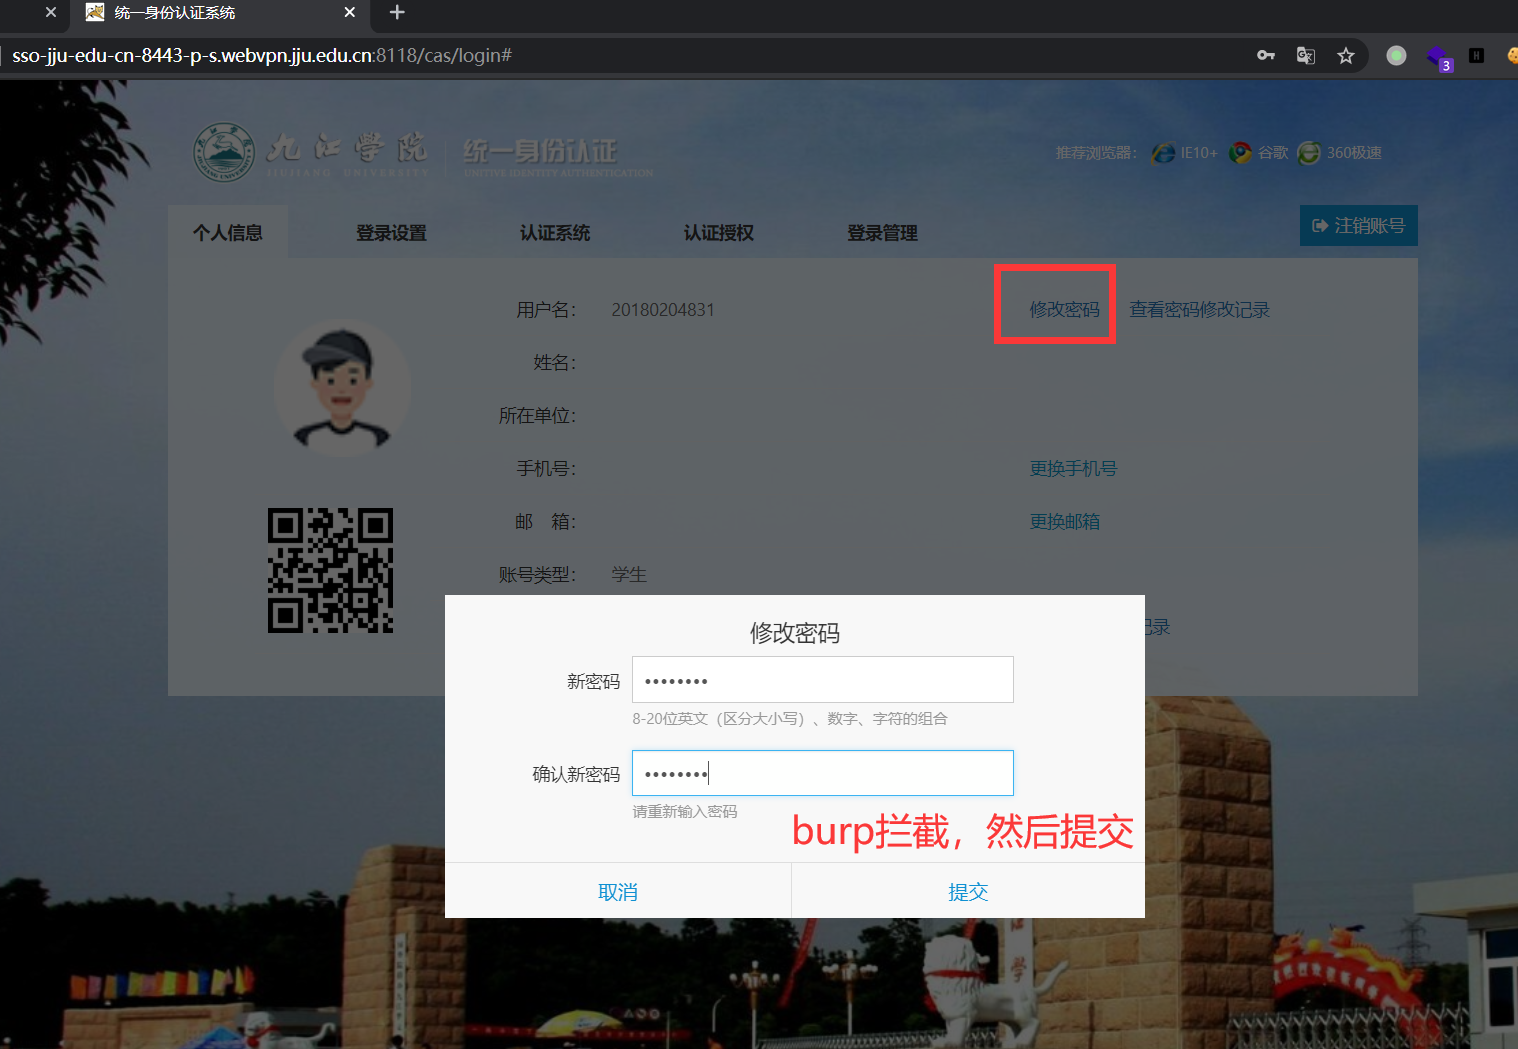 统一身份认证系统
sso-jju-edu-cn-8443-p-s.webvpn.jju.edu.cn:8118/cas/login#
3
九江学院
JIUJIANG UNIVERSITY
统一身份认证
UNITIVE IDENTITY AUTHENTICATION
推荐浏览器： IE10+ 谷歌 360极速
个人信息 登录设置 认证系统 认证授权 登录管理
注销账号
用户名： 20180204831 修改密码 查看密码修改记录
姓名：
所在单位：
手机号： 更换手机号
邮 箱： 更换邮箱
账号类型： 学生
记录
修改密码
新密码 ••••••••
8-20位英文（区分大小写）、数字、字符的组合
确认新密码 ••••••••
请重新输入密码
burp拦截，然后提交
取消 提交